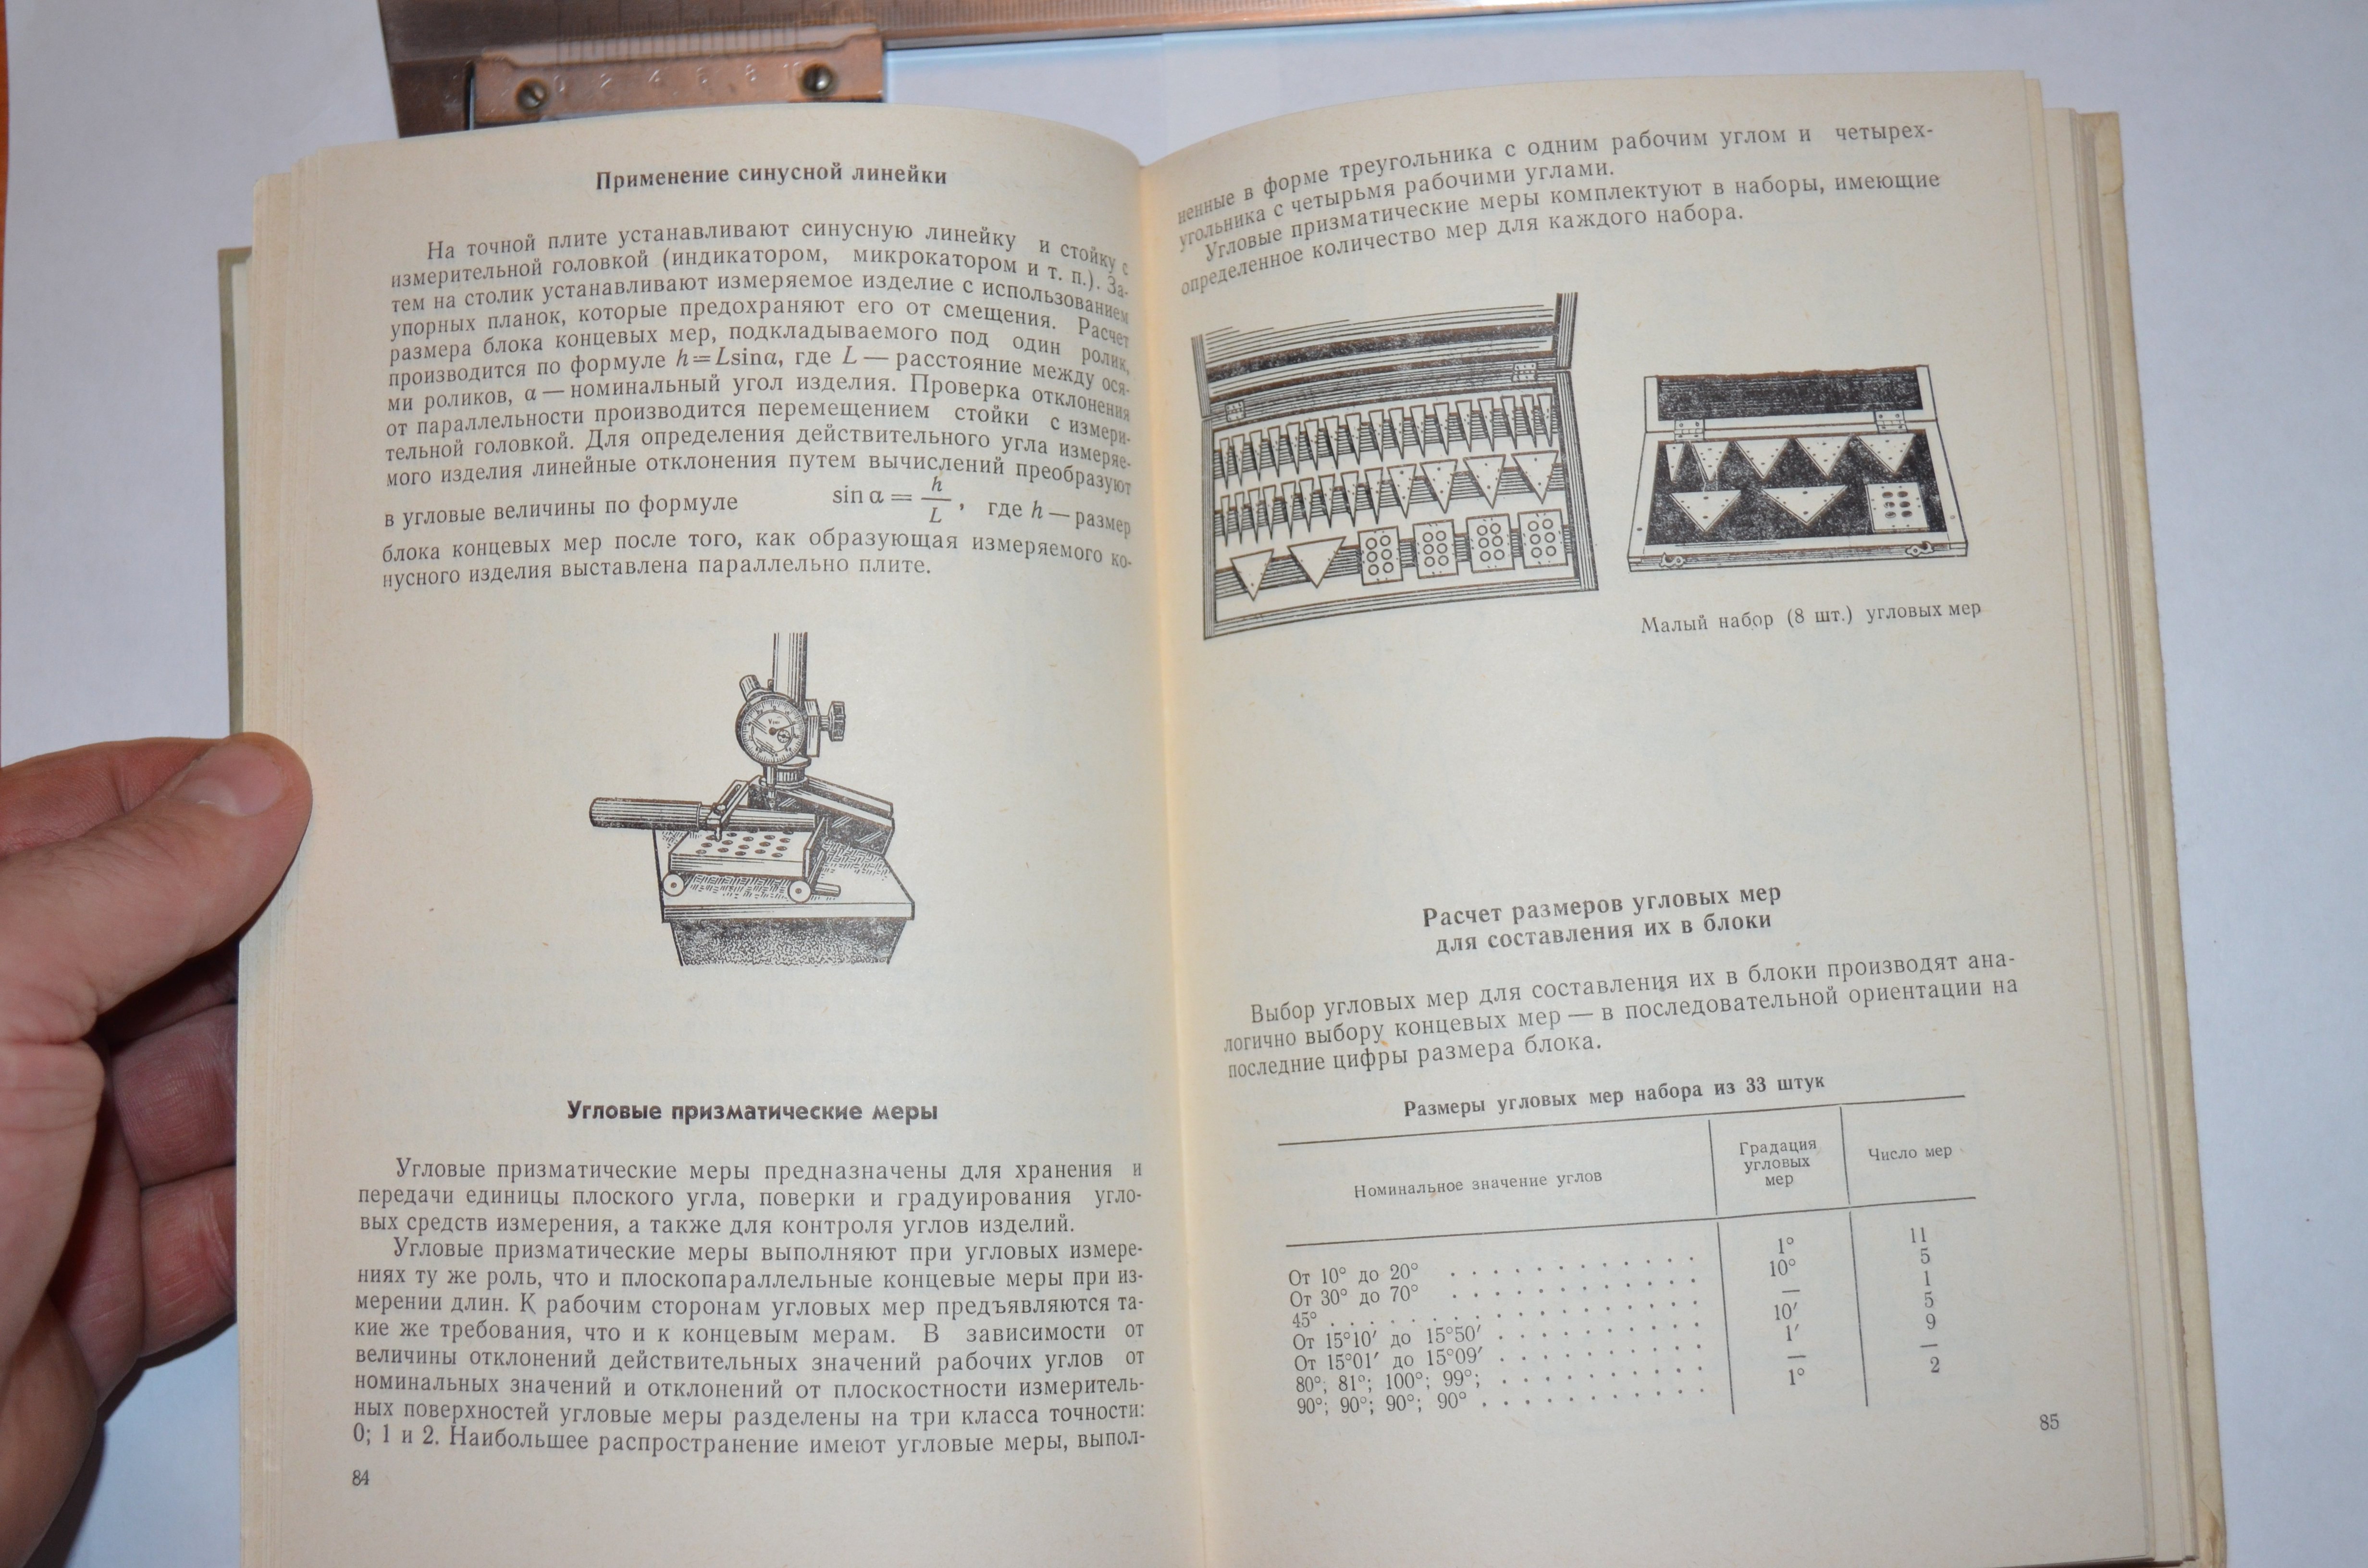 0 2 4 6 8 10
Применение синусной линейки
На точной плите устанавливают синусную линейку и стойку с
измерительной головкой (индикатором, микрокатором и т. п.). За-
тем на столик устанавливают измеряемое изделие с использованием
упорных планок, которые предохраняют его от смещения. Расчет
размера блока концевых мер, подкладываемого под один ролик,
производится по формуле h=Lsinα, где L — расстояние между ося-
ми роликов, α — номинальный угол изделия. Проверка отклонения
от параллельности производится перемещением стойки с измери-
тельной головкой. Для определения действительного угла измеряе-
мого изделия линейные отклонения путем вычислений преобразуют
в угловые величины по формуле sin α = h/L, где h — размер
блока концевых мер после того, как образующая измеряемого ко-
нусного изделия выставлена параллельно плите.
Угловые призматические меры
Угловые призматические меры предназначены для хранения и
передачи единицы плоского угла, поверки и градуирования угло-
вых средств измерения, а также для контроля углов изделий.
Угловые призматические меры выполняют при угловых измере-
ниях ту же роль, что и плоскопараллельные концевые меры при из-
мерении длин. К рабочим сторонам угловых мер предъявляются та-
кие же требования, что и к концевым мерам. В зависимости от
величины отклонений действительных значений рабочих углов от
номинальных значений и отклонений от плоскостности измеритель-
ных поверхностей угловые меры разделены на три класса точности:
0; 1 и 2. Наибольшее распространение имеют угловые меры, выпол-
84
ненные в форме треугольника с одним рабочим углом и четырех-
угольника с четырьмя рабочими углами.
Угловые призматические меры комплектуют в наборы, имеющие
определенное количество мер для каждого набора.
Малый набор (8 шт.) угловых мер
Расчет размеров угловых мер
для составления их в блоки
Выбор угловых мер для составления их в блоки производят ана-
логично выбору концевых мер — в последовательной ориентации на
последние цифры размера блока.
Размеры угловых мер набора из 33 штук
Номинальное значение углов
Градация
угловых
мер
Число мер
От 10° до 20° . . . . . . . . . . . . 1° 11
От 30° до 70° . . . . . . . . . . . . 10° 5
45° . . . . . . . . . . . . . . . . — 1
От 15°10′ до 15°50′ . . . . . . . . . . 10′ 5
От 15°01′ до 15°09′ . . . . . . . . . . 1′ 9
80°; 81°; 100°; 99°; . . . . . . . . . . — —
90°; 90°; 90°; 90° . . . . . . . . . . . 1° 2
85